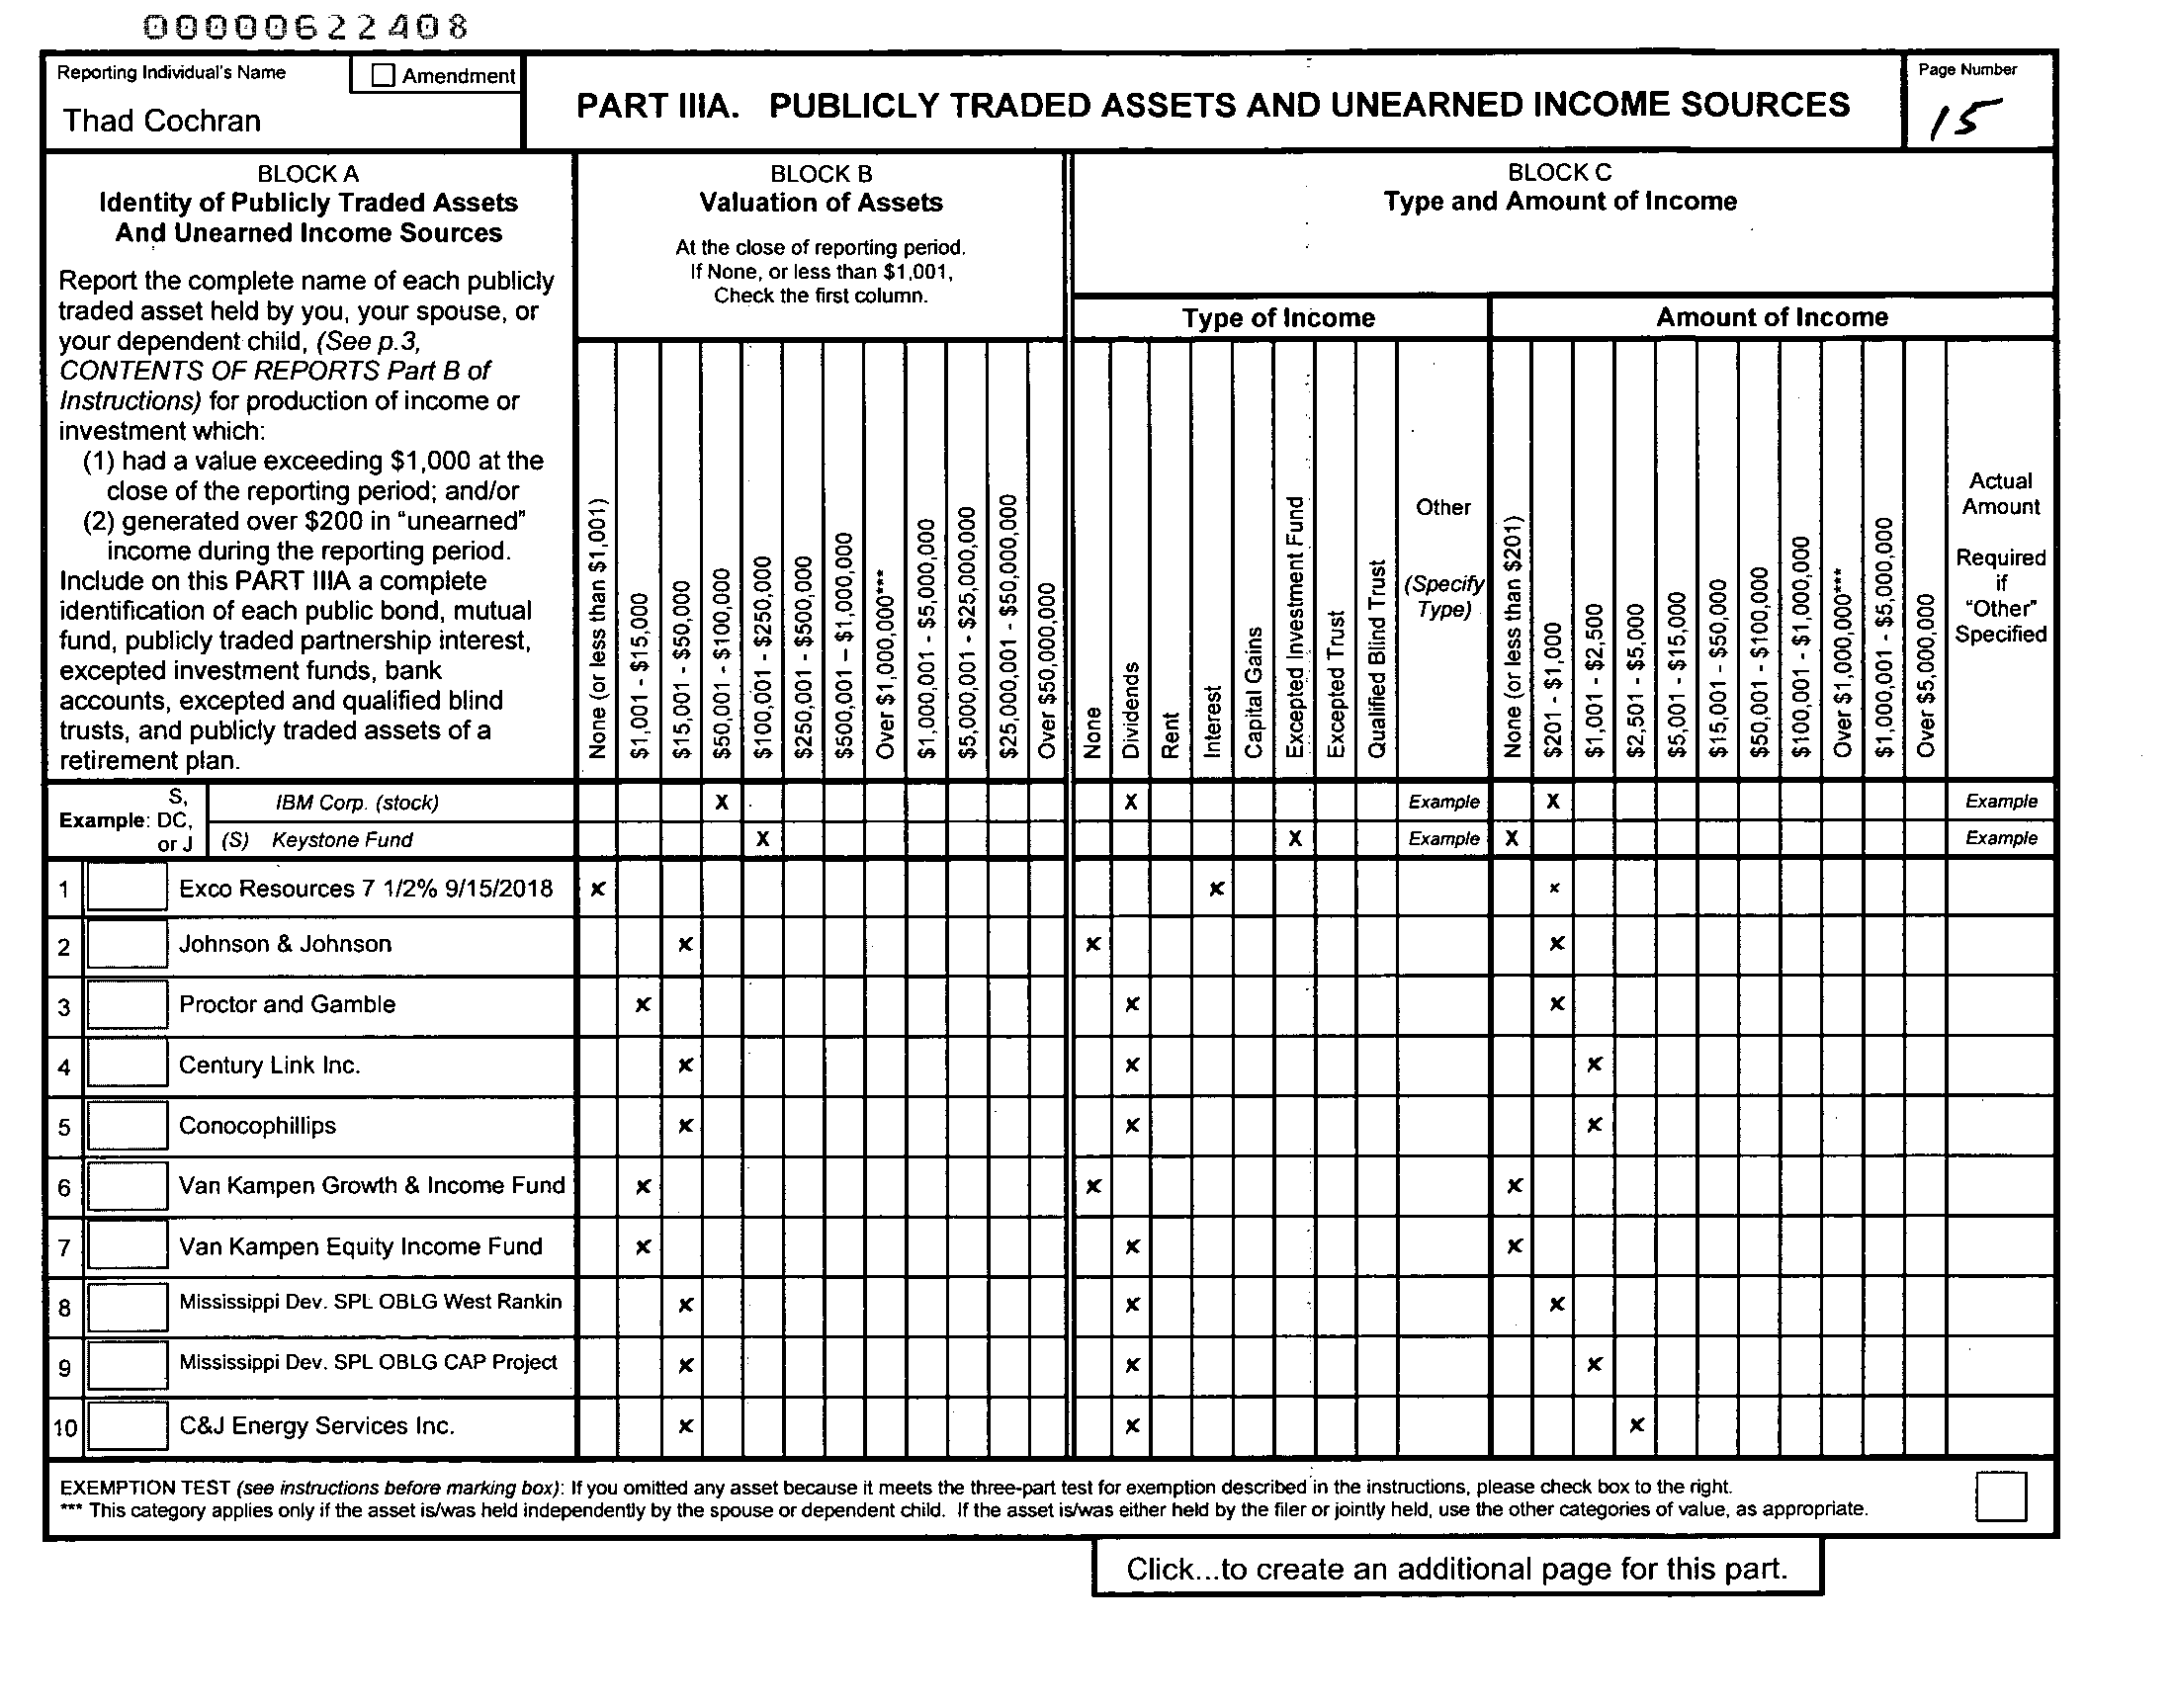 00000622408
Reporting Individual's Name
Amendment
Thad Cochran
PART IIIA. PUBLICLY TRADED ASSETS AND UNEARNED INCOME SOURCES
Page Number
15
BLOCK A
Identity of Publicly Traded Assets
And Unearned Income Sources
Report the complete name of each publicly
traded asset held by you, your spouse, or
your dependent child, (See p.3,
CONTENTS OF REPORTS Part B of
Instructions) for production of income or
investment which:
(1) had a value exceeding $1,000 at the
close of the reporting period; and/or
(2) generated over $200 in "unearned"
income during the reporting period.
Include on this PART IIIA a complete
identification of each public bond, mutual
fund, publicly traded partnership interest,
excepted investment funds, bank
accounts, excepted and qualified blind
trusts, and publicly traded assets of a
retirement plan.
BLOCK B
Valuation of Assets
At the close of reporting period.
If None, or less than $1,001,
Check the first column.
None (or less than $1,001)
$1,001 - $15,000
$15,001 - $50,000
$50,001 - $100,000
$100,001 - $250,000
$250,001 - $500,000
$500,001 – $1,000,000
Over $1,000,000***
$1,000,001 - $5,000,000
$5,000,001 - $25,000,000
$25,000,001 - $50,000,000
Over $50,000,000
BLOCK C
Type and Amount of Income
Type of Income
None
Dividends
Rent
Interest
Capital Gains
Excepted Investment Fund
Excepted Trust
Qualified Blind Trust
Other
(Specify
Type)
Amount of Income
None (or less than $201)
$201 - $1,000
$1,001 - $2,500
$2,501 - $5,000
$5,001 - $15,000
$15,001 - $50,000
$50,001 - $100,000
$100,001 - $1,000,000
Over $1,000,000***
$1,000,001 - $5,000,000
Over $5,000,000
Actual
Amount
Required
if
"Other"
Specified
Example: S, DC, or J
IBM Corp. (stock) X X Example X Example
(S) Keystone Fund X X Example X Example
1 Exco Resources 7 1/2% 9/15/2018 x x x
2 Johnson & Johnson x x x
3 Proctor and Gamble x x x
4 Century Link Inc. x x x
5 Conocophillips x x x
6 Van Kampen Growth & Income Fund x x x
7 Van Kampen Equity Income Fund x x x
8 Mississippi Dev. SPL OBLG West Rankin x x x
9 Mississippi Dev. SPL OBLG CAP Project x x x
10 C&J Energy Services Inc. x x x
EXEMPTION TEST (see instructions before marking box): If you omitted any asset because it meets the three-part test for exemption described in the instructions, please check box to the right.
*** This category applies only if the asset is/was held independently by the spouse or dependent child. If the asset is/was either held by the filer or jointly held, use the other categories of value, as appropriate.
Click...to create an additional page for this part.